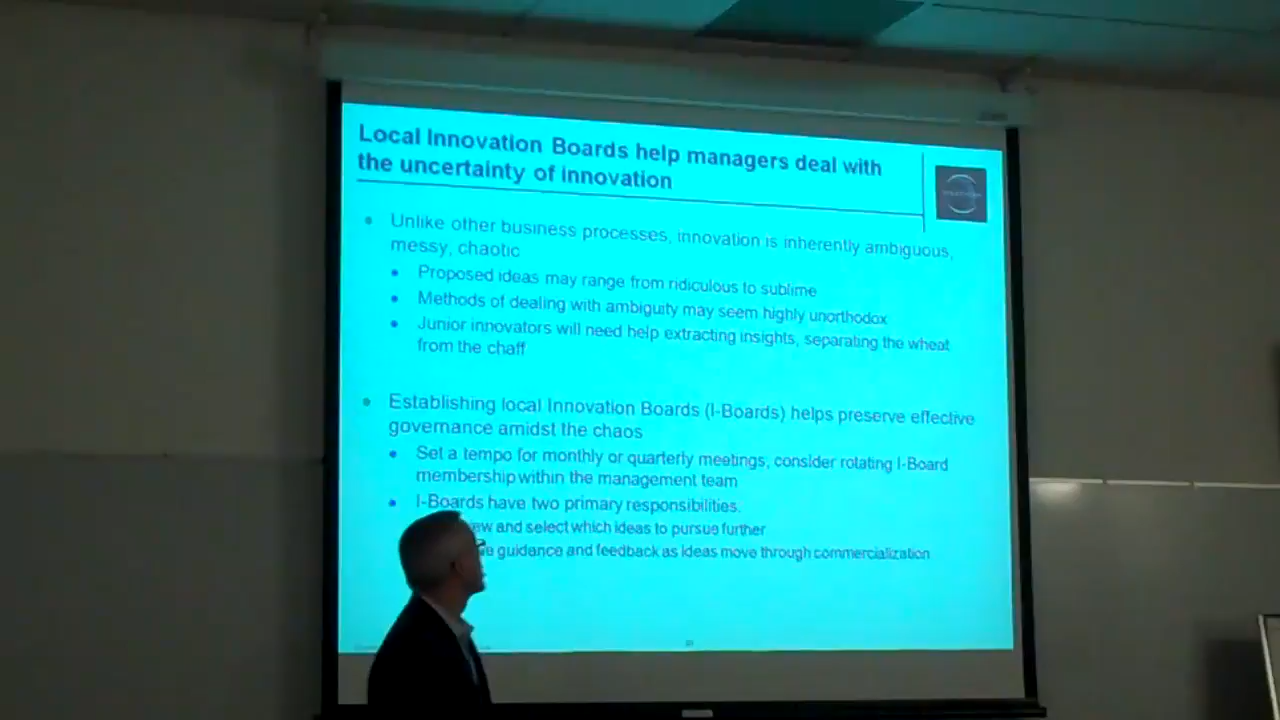 Local Innovation Boards help managers deal with
the uncertainty of innovation
Unlike other business processes, innovation is inherently ambiguous,
messy, chaotic
Proposed ideas may range from ridiculous to sublime
Methods of dealing with ambiguity may seem highly unorthodox
Junior innovators will need help extracting insights, separating the wheat
from the chaff
Establishing local Innovation Boards (I-Boards) helps preserve effective
governance amidst the chaos
Set a tempo for monthly or quarterly meetings, consider rotating I-Board
membership within the management team
I-Boards have two primary responsibilities.
and select which ideas to pursue further
guidance and feedback as ideas move through commercialization